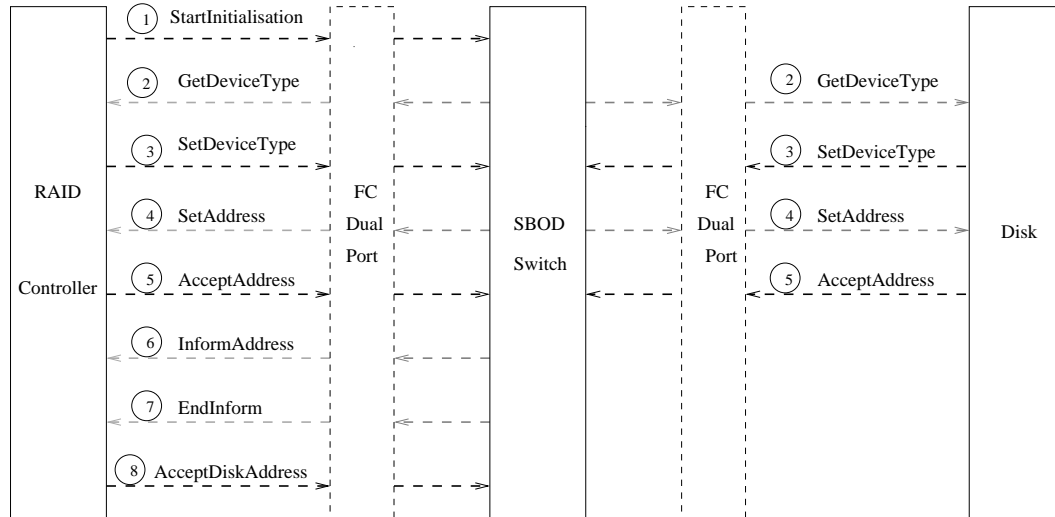 1 StartInitialisation
2 GetDeviceType 2 GetDeviceType
3 SetDeviceType 3 SetDeviceType
RAID FC FC
4 SetAddress Dual SBOD Dual 4 SetAddress Disk
Port Switch Port
Controller 5 AcceptAddress 5 AcceptAddress
6 InformAddress
7 EndInform
8 AcceptDiskAddress